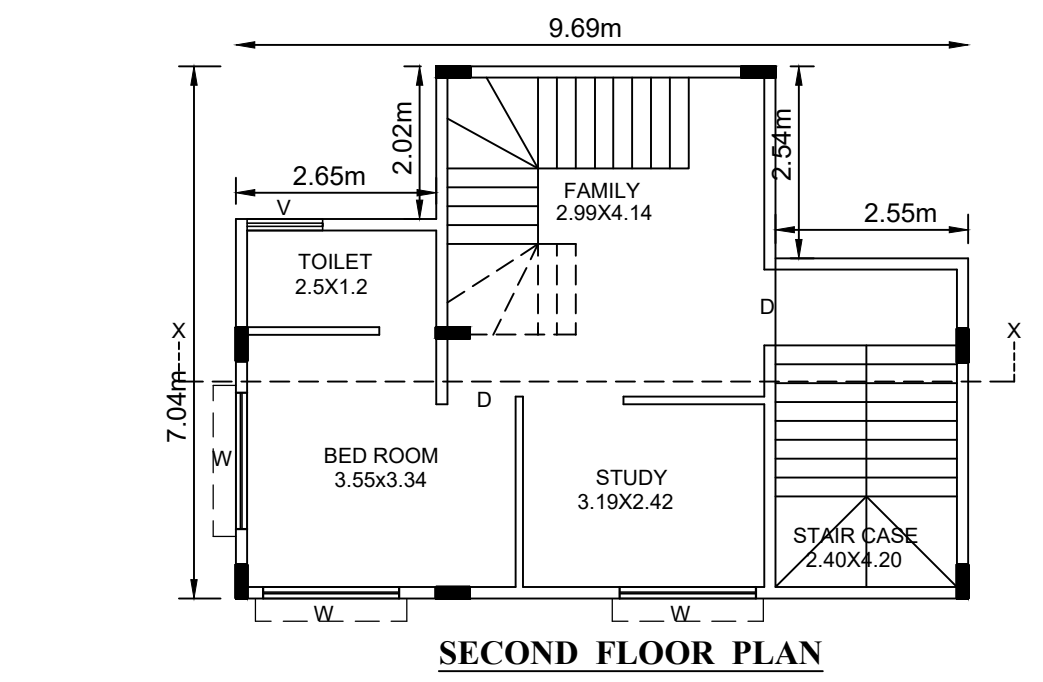 9.69m
2.02m
2.54m
2.65m
V
FAMILY
2.99X4.14
2.55m
TOILET
2.5X1.2
D
X
X
7.04m
D
W
BED ROOM
3.55x3.34
STUDY
3.19X2.42
STAIR CASE
2.40X4.20
W
W
SECOND FLOOR PLAN